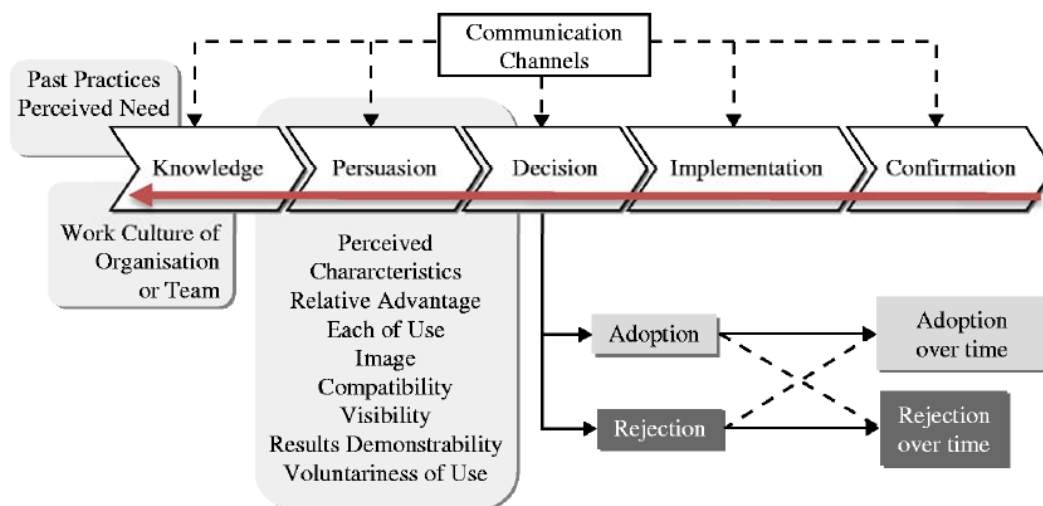 Communication
Channels
Past Practices
Perceived Need
Knowledge
Persuasion
Decision
Implementation
Confirmation
Work Culture of
Organisation
or Team
Perceived
Chararcteristics
Relative Advantage
Each of Use
Image
Compatibility
Visibility
Results Demonstrability
Voluntariness of Use
Adoption
Adoption
over time
Rejection
Rejection
over time